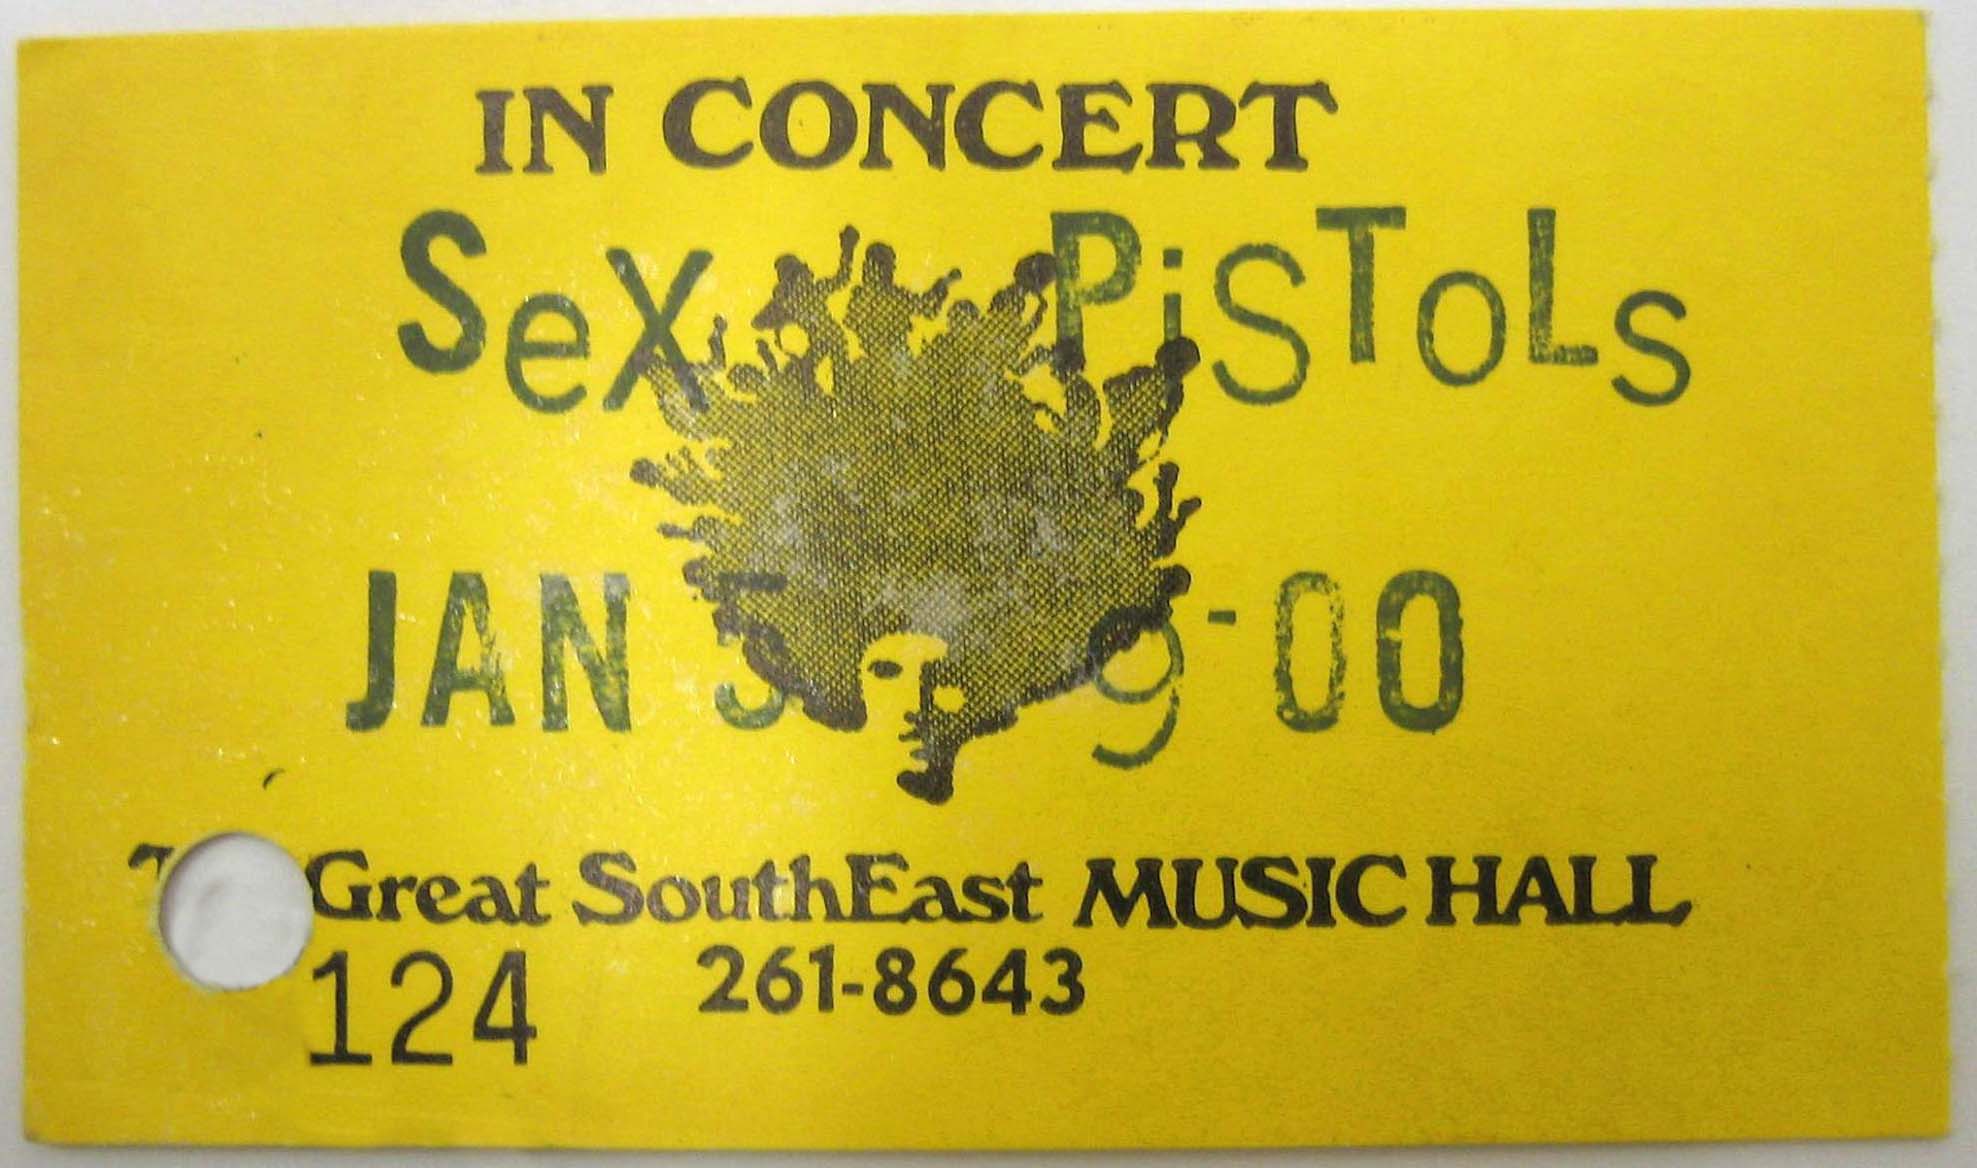 IN CONCERT
SeX PiSToLs
JAN 5 9-00
Great SouthEast MUSIC HALL
124 261-8643